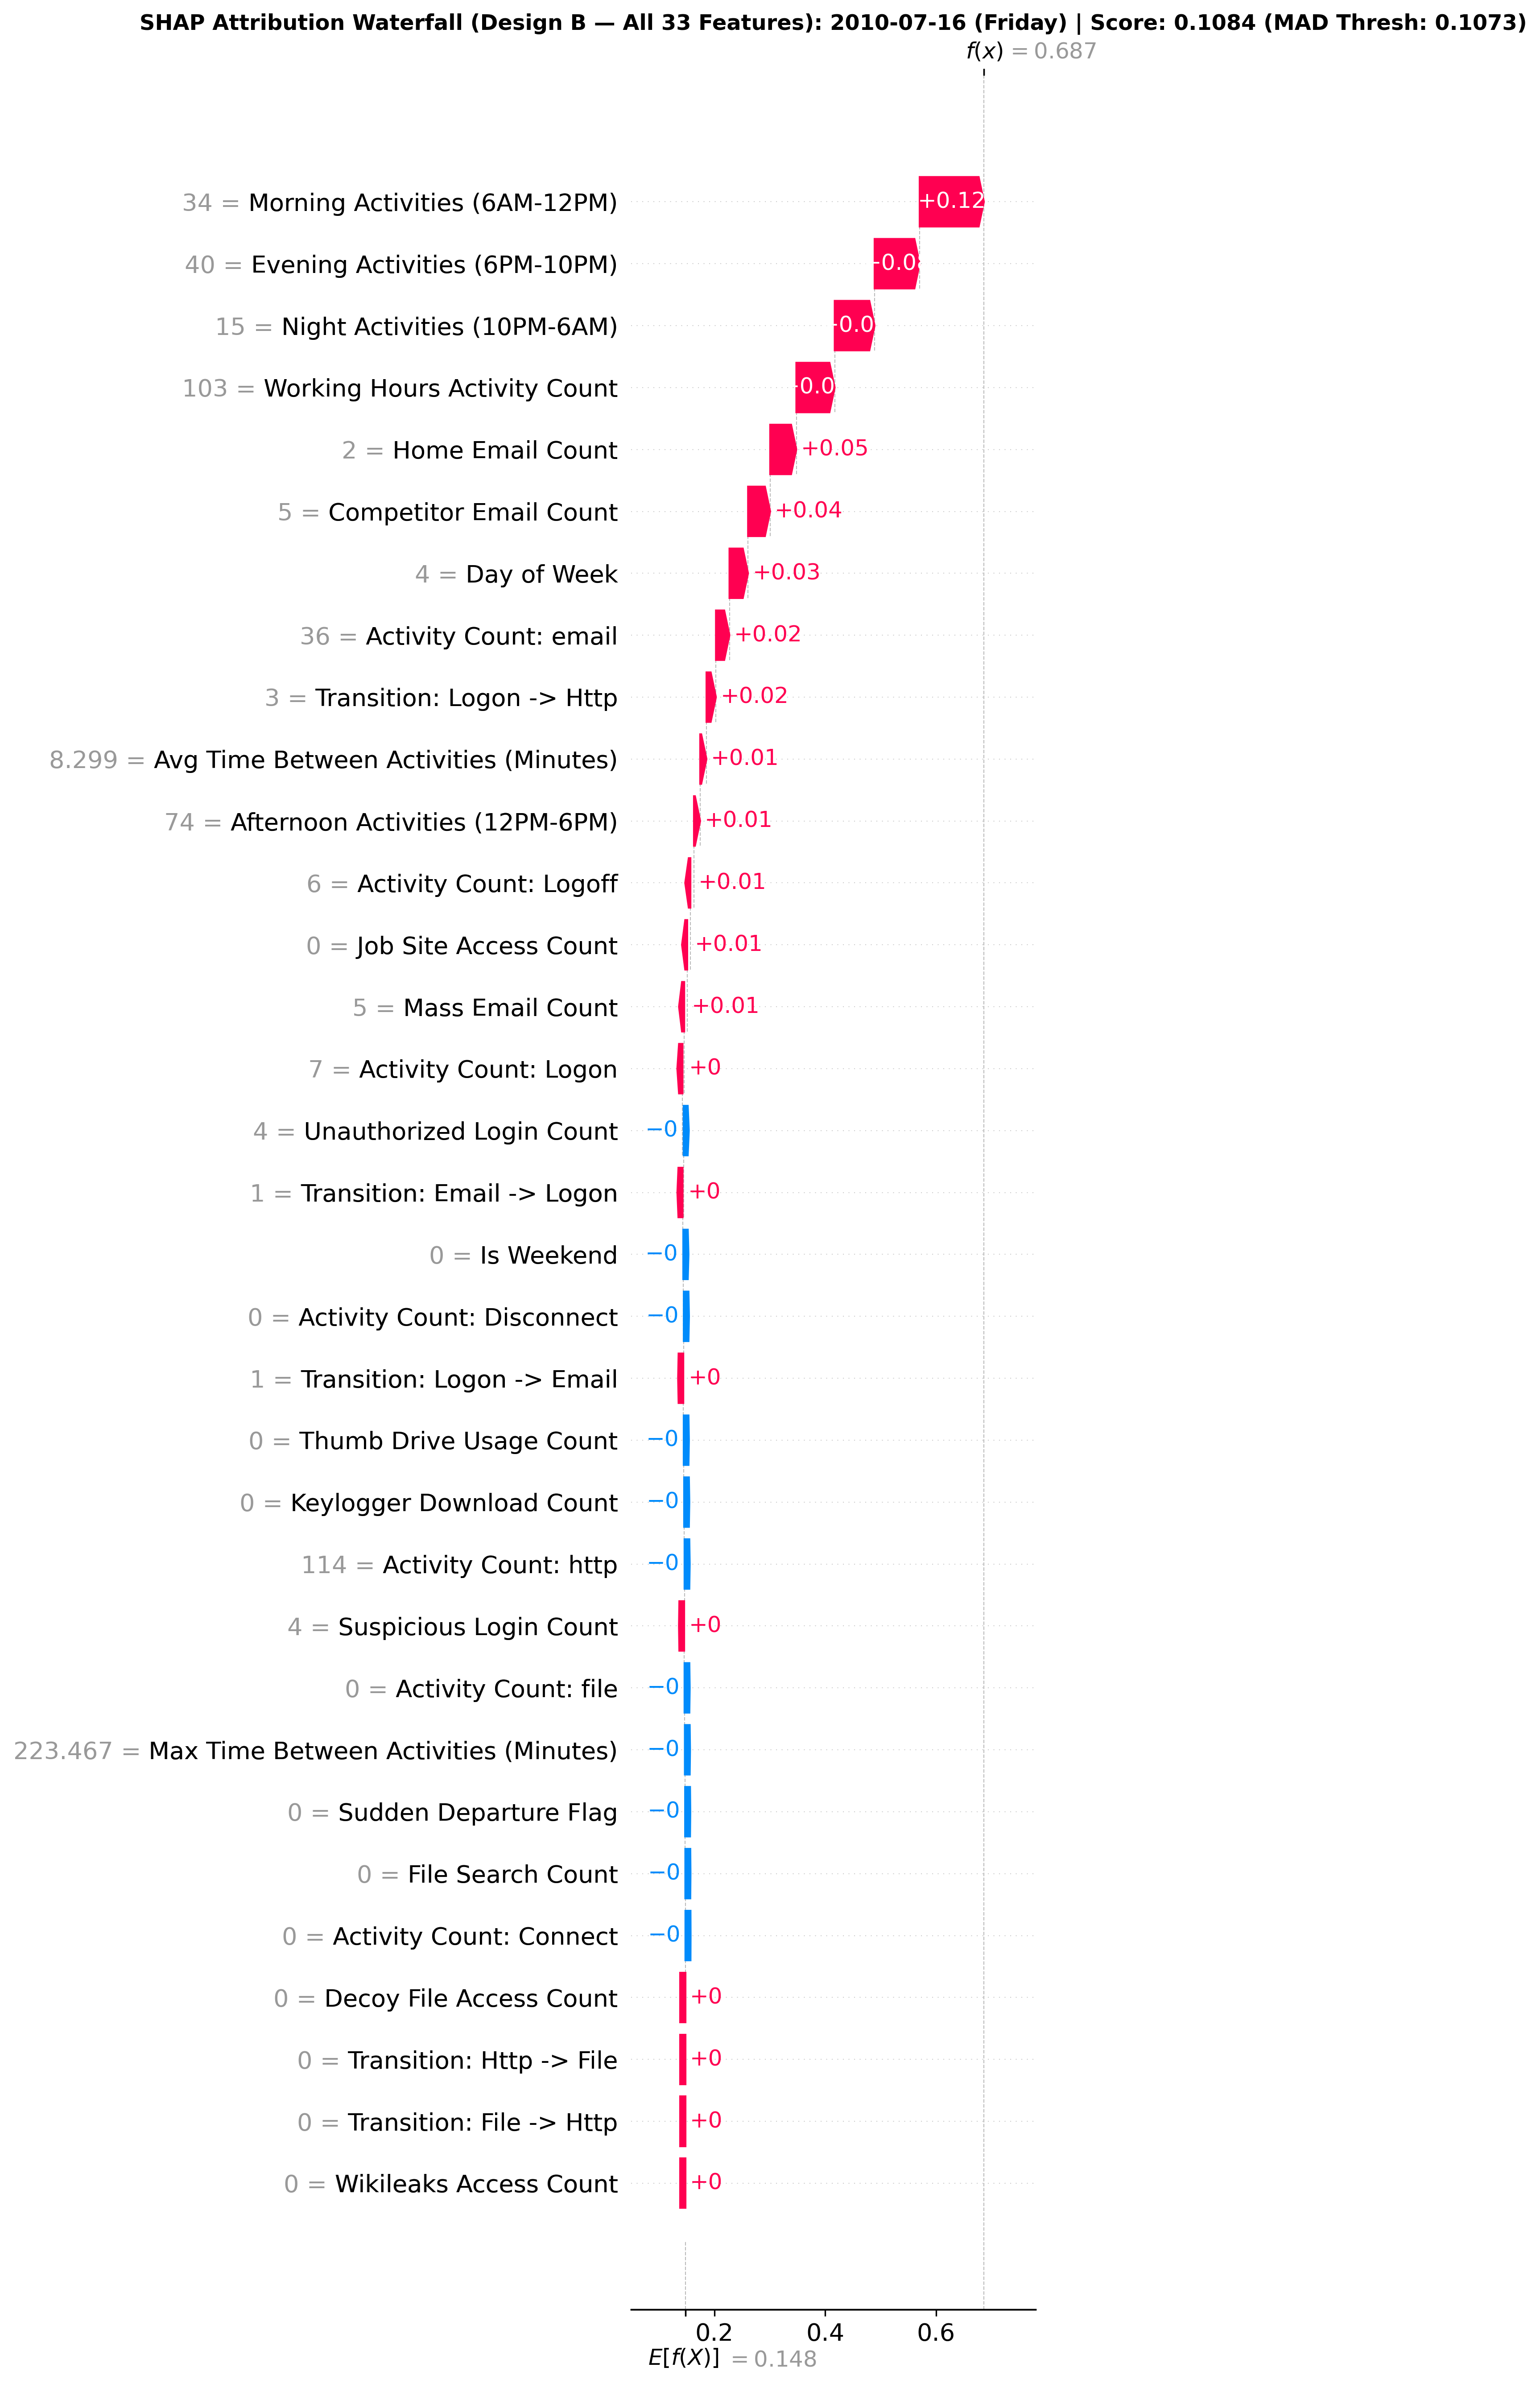 SHAP Attribution Waterfall (Design B — All 33 Features): 2010-07-16 (Friday) | Score: 0.1084 (MAD Thresh: 0.1073)
f(x) = 0.687
34 = Morning Activities (6AM-12PM) +0.12
40 = Evening Activities (6PM-10PM)
15 = Night Activities (10PM-6AM)
103 = Working Hours Activity Count
2 = Home Email Count +0.05
5 = Competitor Email Count +0.04
4 = Day of Week +0.03
36 = Activity Count: email +0.02
3 = Transition: Logon -> Http +0.02
8.299 = Avg Time Between Activities (Minutes) +0.01
74 = Afternoon Activities (12PM-6PM) +0.01
6 = Activity Count: Logoff +0.01
0 = Job Site Access Count +0.01
5 = Mass Email Count +0.01
7 = Activity Count: Logon +0
4 = Unauthorized Login Count −0
1 = Transition: Email -> Logon +0
0 = Is Weekend −0
0 = Activity Count: Disconnect −0
1 = Transition: Logon -> Email +0
0 = Thumb Drive Usage Count −0
0 = Keylogger Download Count −0
114 = Activity Count: http −0
4 = Suspicious Login Count +0
0 = Activity Count: file −0
223.467 = Max Time Between Activities (Minutes) −0
0 = Sudden Departure Flag −0
0 = File Search Count −0
0 = Activity Count: Connect −0
0 = Decoy File Access Count +0
0 = Transition: Http -> File +0
0 = Transition: File -> Http +0
0 = Wikileaks Access Count +0
0.2 0.4 0.6
E[f(X)] = 0.148